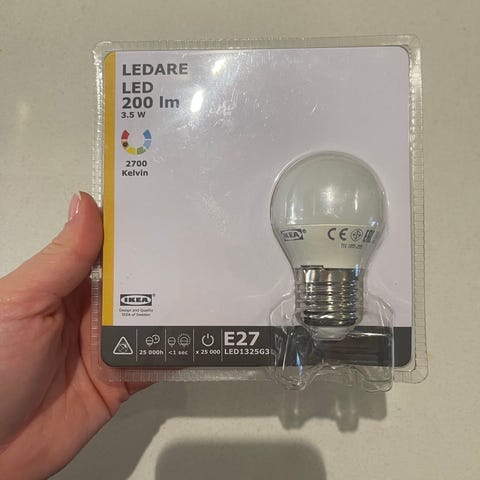 LEDARE
LED
200 lm
3.5 W
2700
Kelvin
IKEA
CE
EAC
IKEA
Design and Quality
IKEA of Sweden
25 000h
<1 sec
x 25 000
E27
LED1325G3